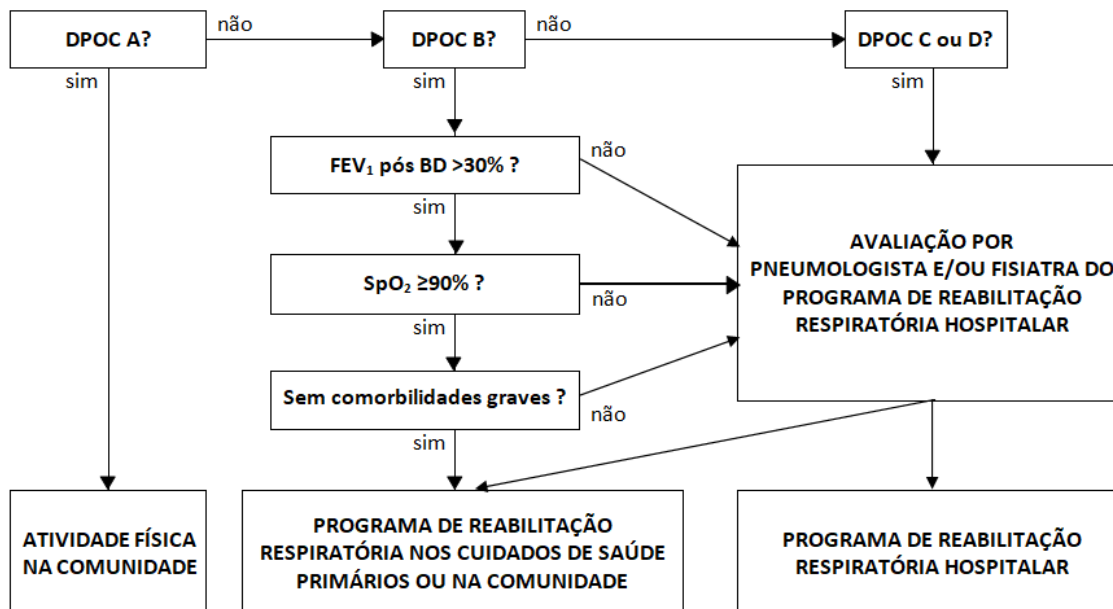 DPOC A?
não
DPOC B?
não
DPOC C ou D?
sim
sim
sim
FEV₁ pós BD >30% ?
não
sim
SpO₂ ≥90% ?
não
sim
Sem comorbilidades graves ?
não
sim
AVALIAÇÃO POR
PNEUMOLOGISTA E/OU FISIATRA DO
PROGRAMA DE REABILITAÇÃO
RESPIRATÓRIA HOSPITALAR
ATIVIDADE FÍSICA
NA COMUNIDADE
PROGRAMA DE REABILITAÇÃO
RESPIRATÓRIA NOS CUIDADOS DE SAÚDE
PRIMÁRIOS OU NA COMUNIDADE
PROGRAMA DE REABILITAÇÃO
RESPIRATÓRIA HOSPITALAR